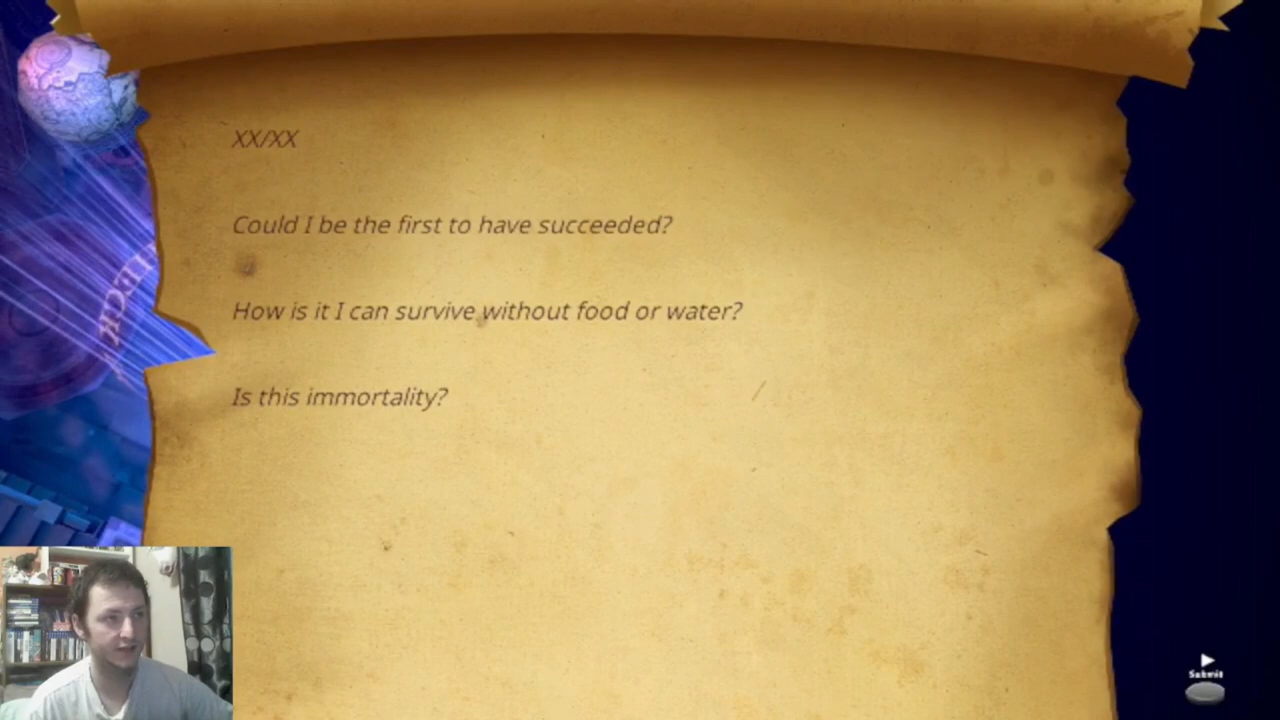 XX/XX
Could I be the first to have succeeded?
How is it I can survive without food or water?
Is this immortality?
Submit